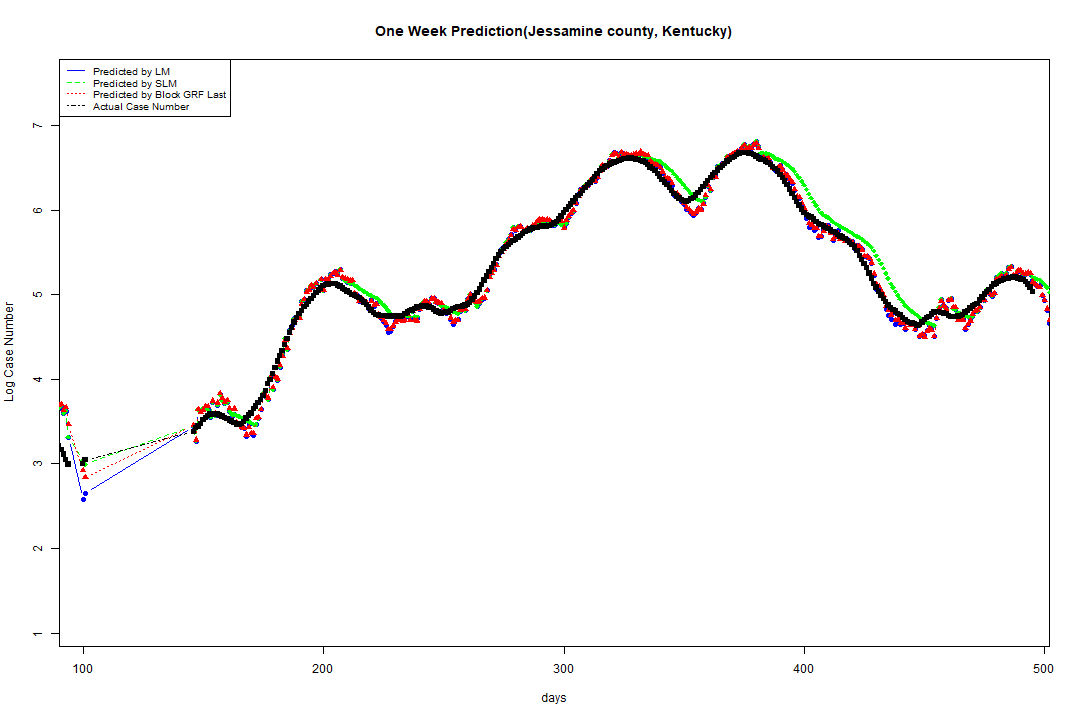 One Week Prediction(Jessamine county, Kentucky)
Predicted by LM
Predicted by SLM
Predicted by Block GRF Last
Actual Case Number
Log Case Number
7
6
5
4
3
2
1
100 200 300 400 500
days